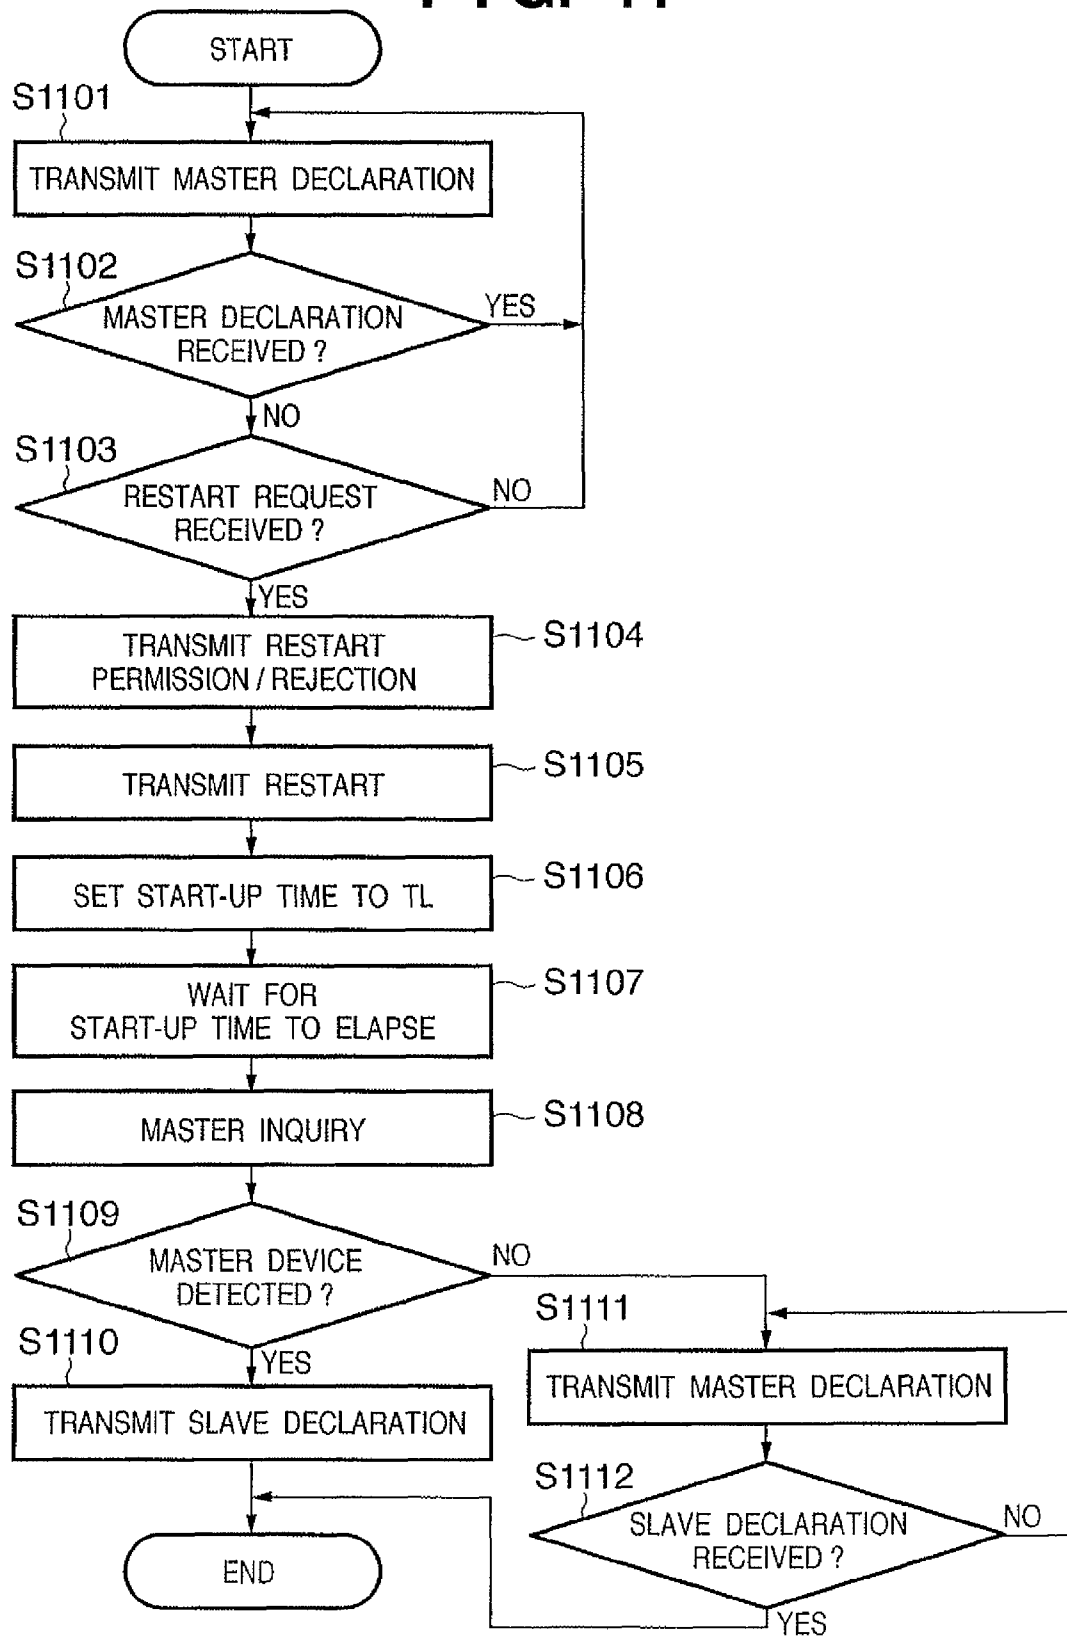 START
S1101
TRANSMIT MASTER DECLARATION
S1102
MASTER DECLARATION
RECEIVED ?
YES
NO
S1103
RESTART REQUEST
RECEIVED ?
NO
YES
TRANSMIT RESTART
PERMISSION / REJECTION
S1104
TRANSMIT RESTART
S1105
SET START-UP TIME TO TL
S1106
WAIT FOR
START-UP TIME TO ELAPSE
S1107
MASTER INQUIRY
S1108
S1109
MASTER DEVICE
DETECTED ?
NO
YES
S1110
TRANSMIT SLAVE DECLARATION
S1111
TRANSMIT MASTER DECLARATION
S1112
SLAVE DECLARATION
RECEIVED ?
NO
YES
END